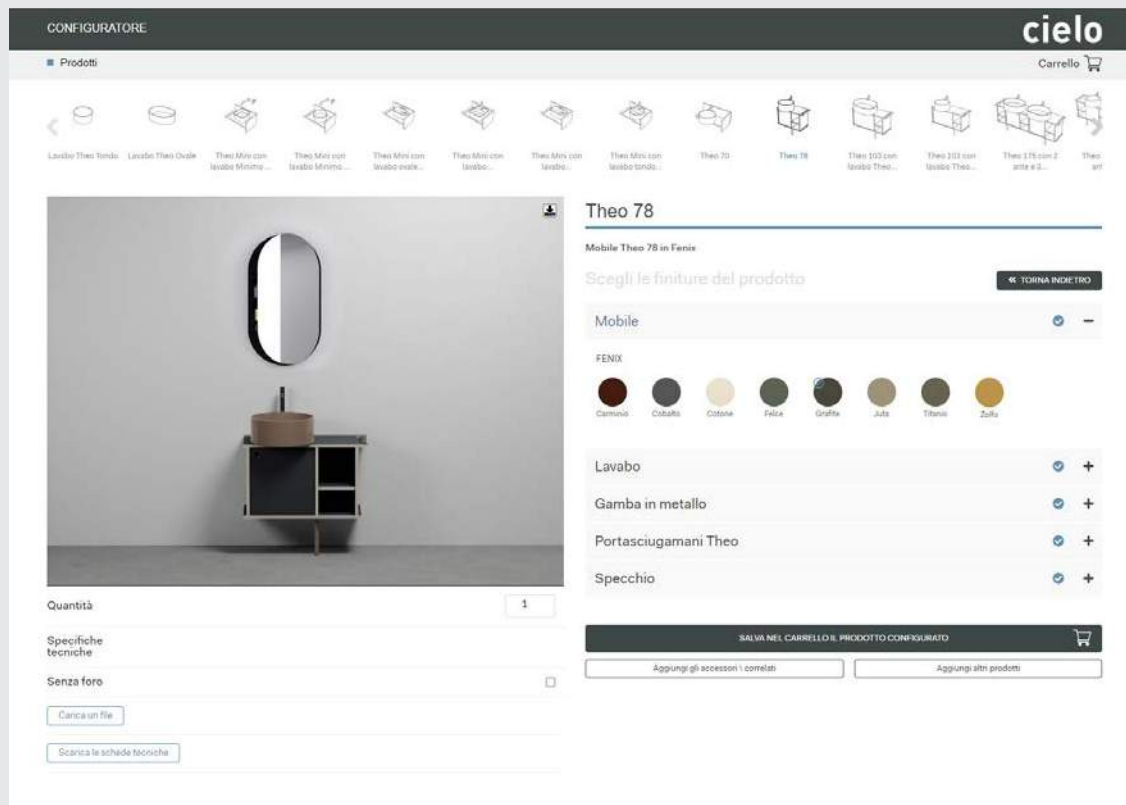 CONFIGURATORE
cielo
Prodotti
Carrello
Lavabo Theo Tondo
Lavabo Theo Ovale
Theo Mini con
lavabo Minimo ...
Theo Mini con
lavabo Minimo ...
Theo Mini con
lavabo ovale...
Theo Mini con
lavabo...
Theo Mini con
lavabo...
Theo Mini con
lavabo tondo...
Theo 70
Theo 78
Theo 103 con
lavabo Theo...
Theo 103 con
lavabo Theo...
Theo 175 con 2
ante e 3...
Theo
ant
Theo 78
Mobile Theo 78 in Fenix
Scegli le finiture del prodotto
« TORNA INDIETRO
Mobile
FENIX
Carminio
Cobalto
Cotone
Felce
Grafite
Juta
Titanio
Zolfo
Lavabo
Gamba in metallo
Portasciugamani Theo
Specchio
Quantità
1
Specifiche
tecniche
Senza foro
Carica un file
Scarica le schede tecniche
SALVA NEL CARRELLO IL PRODOTTO CONFIGURATO
Aggiungi gli accessori \ correlati
Aggiungi altri prodotti